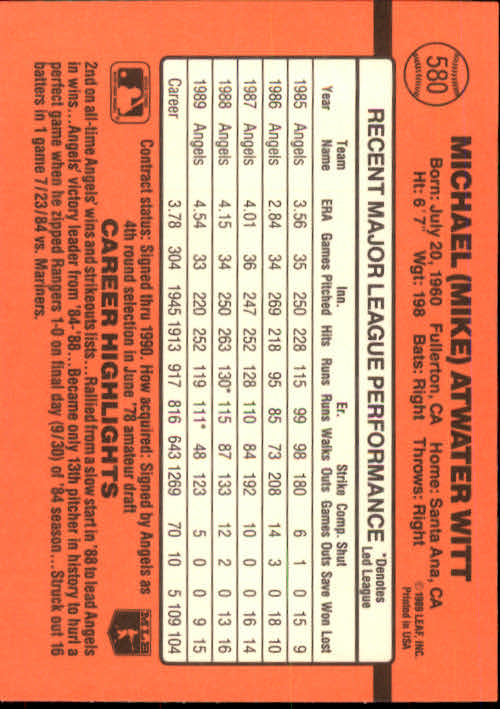 580
MICHAEL (MIKE) ATWATER WITT
Born: July 20, 1960 Fullerton, CA Home: Santa Ana, CA
Ht: 6' 7" Wgt: 198 Bats: Right Throws: Right
© 1989 LEAF, INC.
Printed in USA
RECENT MAJOR LEAGUE PERFORMANCE
*Denotes
Led League
Team Inn. Er. Strike Comp. Shut
Year Name ERA Games Pitched Hits Runs Runs Walks Outs Games Outs Save Won Lost
1985 Angels 3.56 35 250 228 115 99 98 180 6 1 0 15 9
1986 Angels 2.84 34 269 218 95 85 73 208 14 3 0 18 10
1987 Angels 4.01 36 247 252 128 110 84 192 10 0 0 16 14
1988 Angels 4.15 34 250 263 130* 115 87 133 12 2 0 13 16
1989 Angels 4.54 33 220 252 119 111* 48 123 5 0 0 9 15
Career 3.78 304 1945 1913 917 816 643 1269 70 10 5 109 104
Contract status: Signed thru 1990. How acquired: Signed by Angels as
4th round selection in June '78 amateur draft
MLB
CAREER HIGHLIGHTS
2nd on all-time Angels' wins and strikeouts lists...Rallied from a slow start in '88 to lead Angels
in wins...Angels' victory leader from '84-'88...Became only 13th pitcher in history to hurl a
perfect game when he zipped Rangers 1-0 on final day (9/30) of '84 season...Struck out 16
batters in 1 game 7/23/84 vs. Mariners.